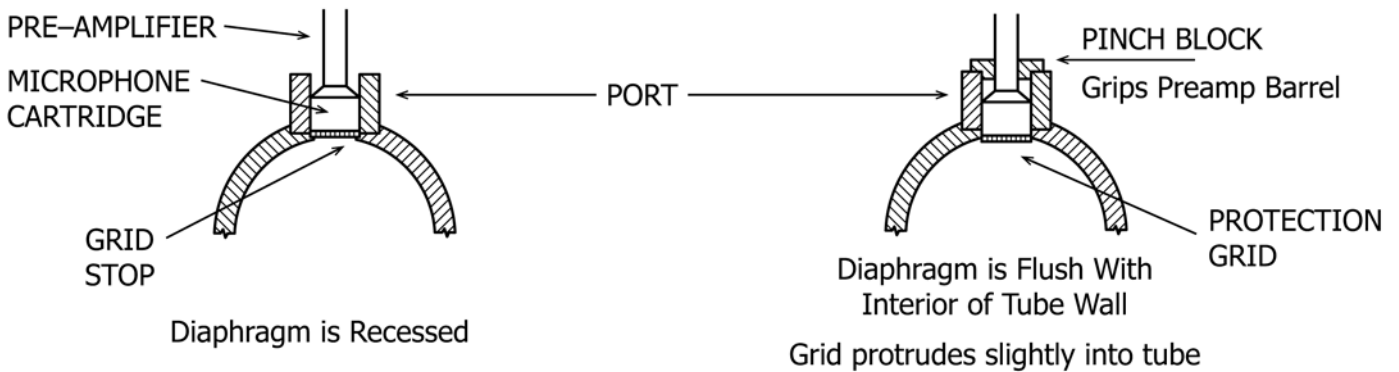 PRE–AMPLIFIER
MICROPHONE
CARTRIDGE
GRID
STOP
Diaphragm is Recessed
PORT
PINCH BLOCK
Grips Preamp Barrel
PROTECTION
GRID
Diaphragm is Flush With
Interior of Tube Wall
Grid protrudes slightly into tube